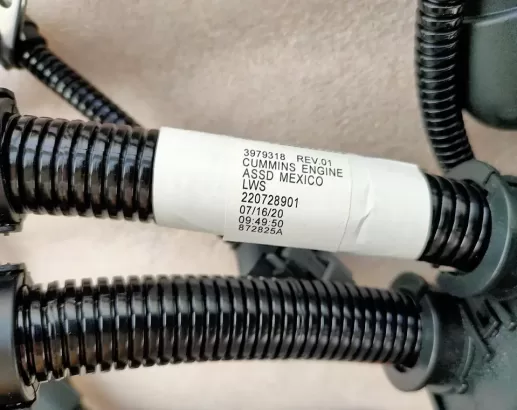 3979318 REV.01
CUMMINS ENGINE
ASSD MEXICO
LWS
220728901
07/16/20
09:49:50
872825A